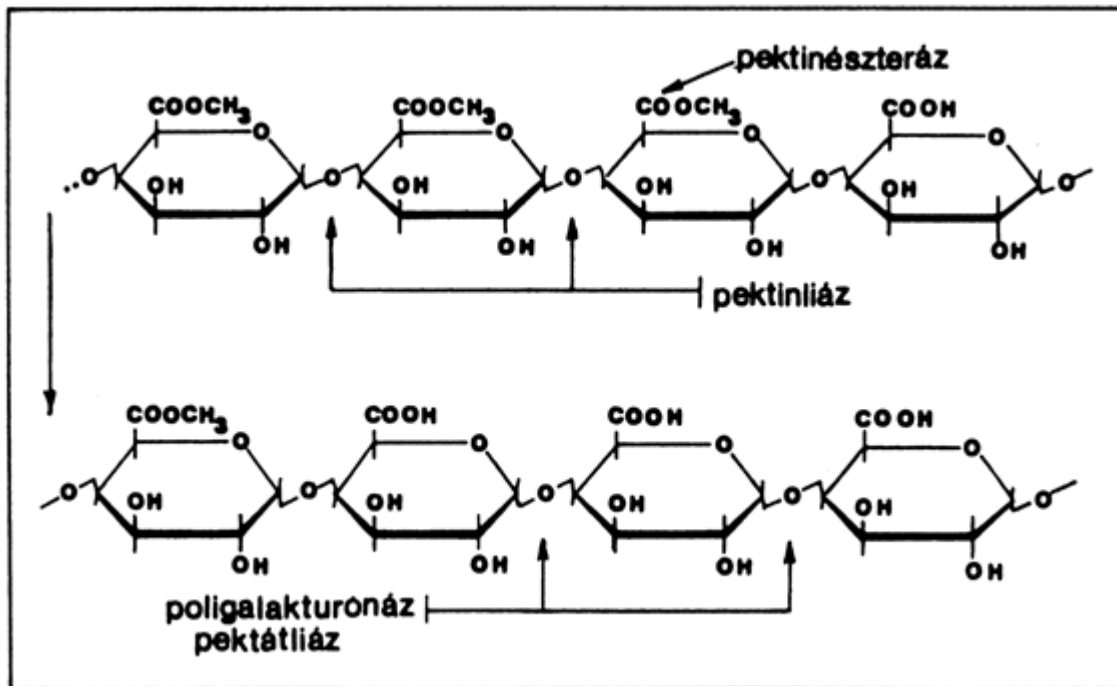 pektinészteráz
COOCH3 COOCH3 COOCH3 COOH
O O O O
..O O O O O
OH OH OH OH
OH OH OH OH
pektinliáz
COOCH3 COOH COOH COOH
O O O O
O O O O O
OH OH OH OH
OH OH OH OH
poligalakturónáz
pektátliáz